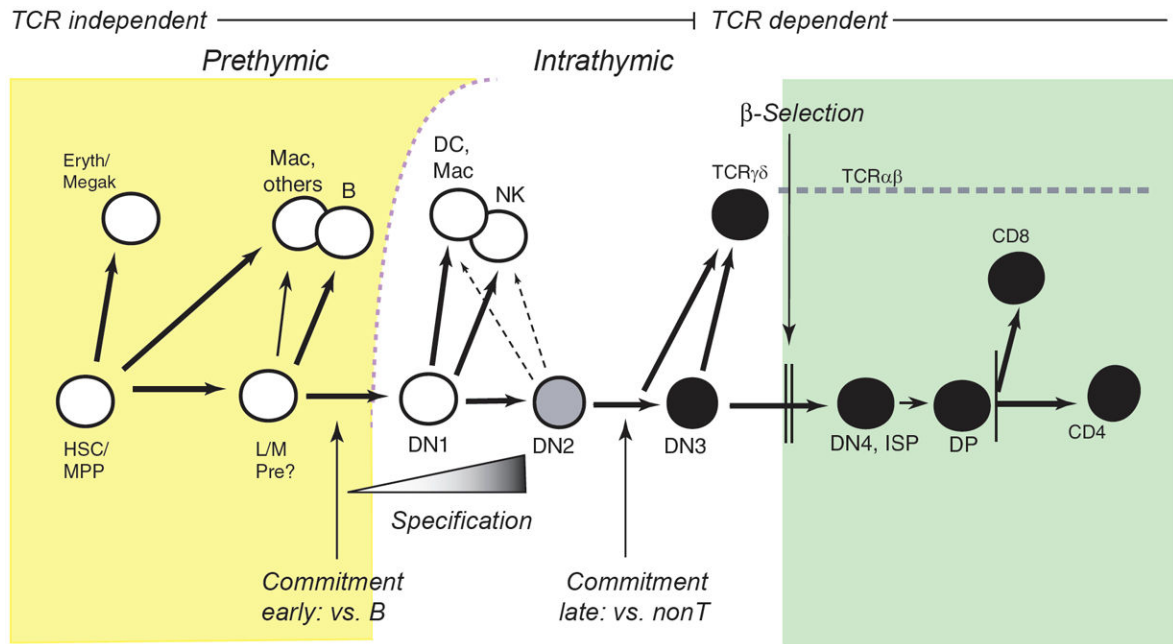 TCR independent
TCR dependent
Prethymic
Intrathymic
β-Selection
Eryth/
Megak
Mac,
others
B
DC,
Mac
NK
TCRγδ
TCRαβ
CD8
HSC/
MPP
L/M
Pre?
DN1
DN2
DN3
DN4, ISP
DP
CD4
Specification
Commitment
early: vs. B
Commitment
late: vs. nonT